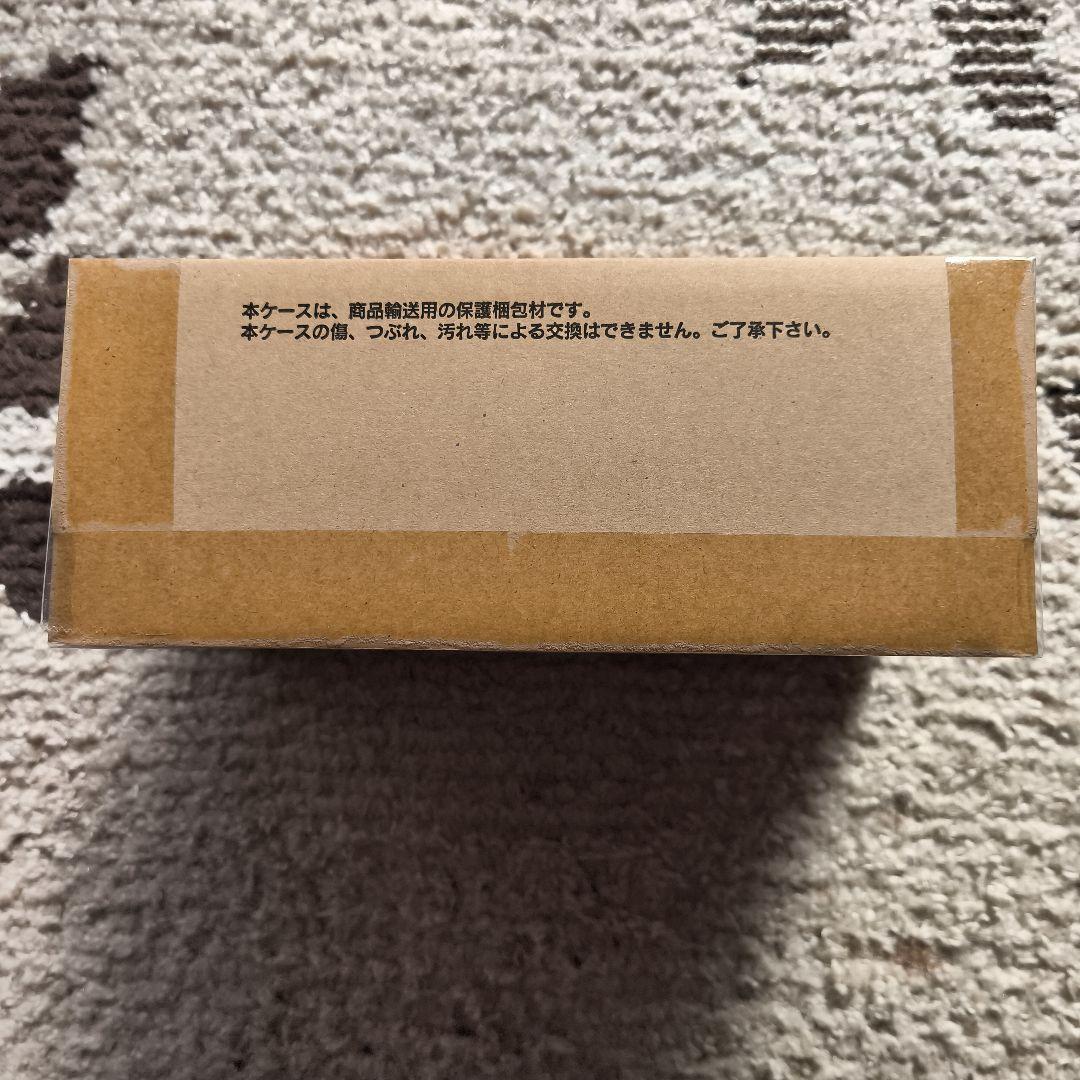 本ケースは、商品輸送用の保護梱包材です。
本ケースの傷、つぶれ、汚れ等による交換はできません。ご了承下さい。